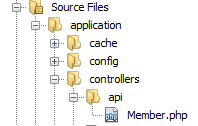 Source Files
application
cache
config
controllers
api
Member.php